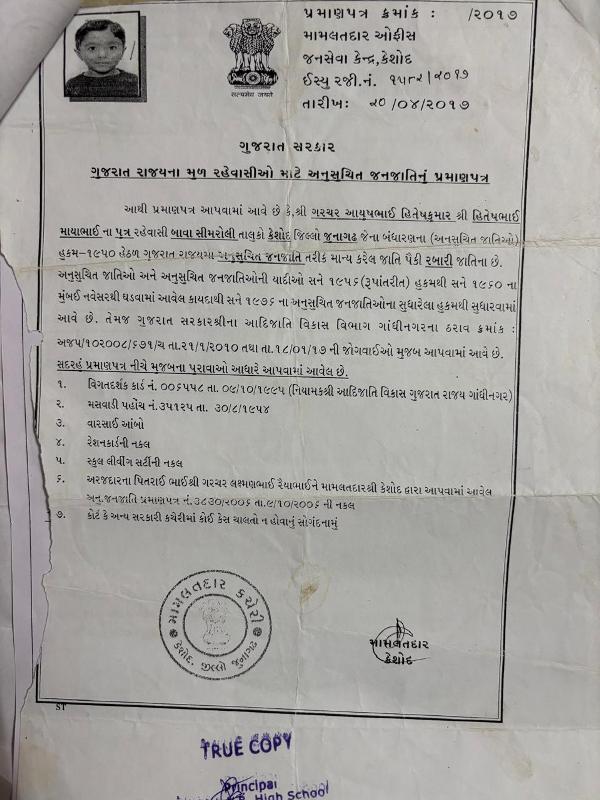 પ્રમાણપત્ર ક્રમાંક : /૨૦૧૭
મામલતદાર ઓફીસ
જનસેવા કેન્દ્ર,કેશોદ
ઈસ્યુ રજી.નં. ૧૫૮૨/૨૦૧૭
તારીખઃ ૨૦/૦૪/૨૦૧૭
सत्यमेव जयते
ગુજરાત સરકાર
ગુજરાત રાજયના મુળ રહેવાસીઓ માટે અનુસુચિત જનજાતિનું પ્રમાણપત્ર
આથી પ્રમાણપત્ર આપવામાં આવે છે કે,શ્રી ગરચર આયુષભાઈ હિતેષકુમાર શ્રી હિતેષભાઈ
માયાભાઈ ના પુત્ર રહેવાસી બાવા સીમરોલી તાલુકો કેશોદ જિલ્લો જુનાગઢ જેના બંધારણના (અનુસુચિત જાતિઓ)
હુકમ-૧૯૫૦ હેઠળ ગુજરાત રાજયમાં અનુસુચિત જનજાતિ તરીકે માન્ય કરેલ જાતિ પૈકી રબારી જાતિના છે.
અનુસુચિત જાતિઓ અને અનુસુચિત જનજાતિઓની યાદીઓ સને ૧૯૫૬(રૂપાંતરીત) હુકમથી સને ૧૯૬૦ ના
મુંબઈ નવેસરથી ઘડવામાં આવેલ કાયદાથી સને ૧૯૭૬ ના અનુસુચિત જનજાતિઓના સુધારેલા હુકમથી સુધારવામાં
આવે છે. તેમજ ગુજરાત સરકારશ્રીના આદિજાતિ વિકાસ વિભાગ ગાંધીનગરના ઠરાવ ક્રમાંક :
અજપ/૧૦૨૦૦૮/૬૭૧/ચ તા.૨૧/૧/૨૦૧૦ તથા તા.૧૮/૦૧/૧૭ ની જોગવાઈઓ મુજબ આપવામાં આવે છે.
સદરહું પ્રમાણપત્ર નીચે મુજબના પુરાવાઓ આધારે આપવામાં આવેલ છે.
૧. વિગતદર્શક કાર્ડ નં. ૦૦૬૫૫૮ તા. ૦૯/૧૦/૧૯૯૫ (નિયામકશ્રી આદિજાતિ વિકાસ ગુજરાત રાજય ગાંધીનગર)
૨. મસવાડી પહોંચ નં.૩૫૧૨૫ તા. ૩૦/૮/૧૯૫૪
૩. વારસાઈ આંબો
૪. રેશનકાર્ડની નકલ
૫. સ્કુલ લીવીંગ સર્ટીની નકલ
૬ અરજદારના પિતરાઈ ભાઈશ્રી ગરચર લક્ષ્મણભાઈ રૈયાભાઈને મામલતદારશ્રી કેશોદ દ્વારા આપવામાં આવેલ
અનુ.જનજાતિ પ્રમાણપત્ર નં.૩૮૩૦/૨૦૦૬ તા.૯/૧૦/૨૦૦૬ ની નકલ
૭. કોર્ટ કે અન્ય સરકારી કચેરીમાં કોઈ કેસ ચાલતો ન હોવાનું સોગંદનામું
મામલતદાર કચેરી
કેશોદ, જીલ્લો જુનાગઢ
મામલતદાર
કેશોદ
ST
TRUE COPY
Principal
High School